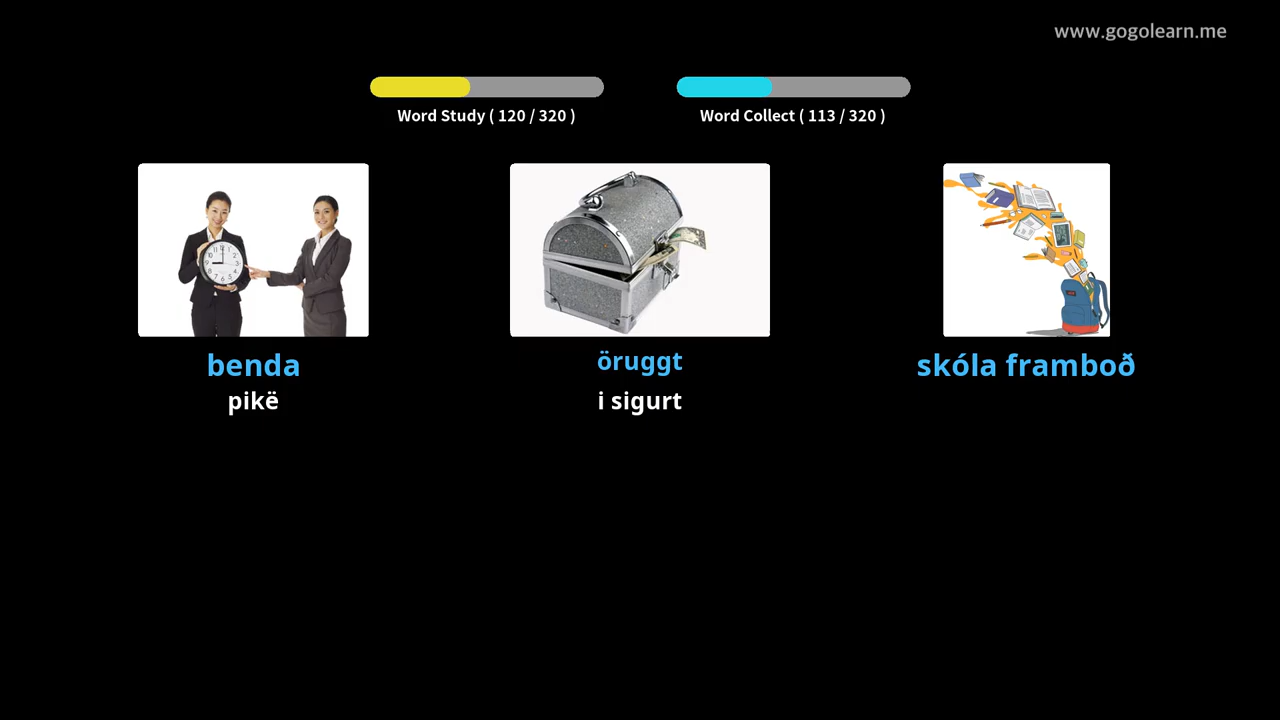 www.gogolearn.me
Word Study ( 120 / 320 )
Word Collect ( 113 / 320 )
benda
pikë
öruggt
i sigurt
skóla framboð